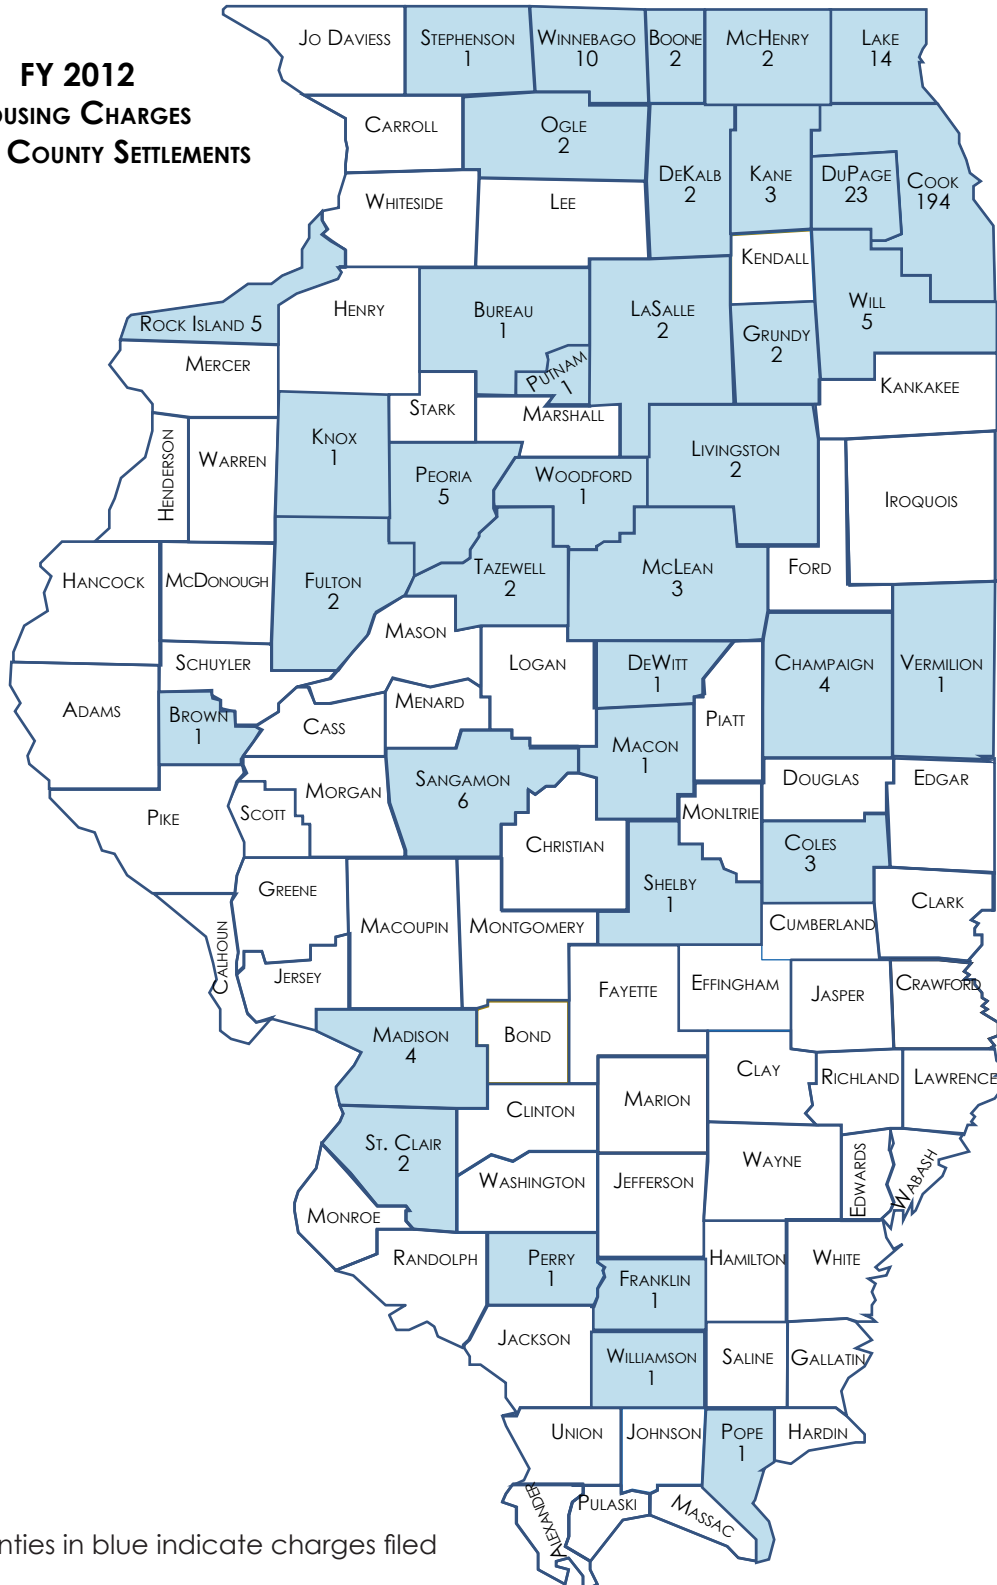 FY 2012
ousing Charges
County Settlements
Jo Daviess
Stephenson
1
Winnebago
10
Boone
2
McHenry
2
Lake
14
Carroll
Ogle
2
DeKalb
2
Kane
3
DuPage
23
Cook
194
Whiteside
Lee
Kendall
Rock Island 5
Henry
Bureau
1
LaSalle
2
Will
5
Grundy
2
Putnam
1
Mercer
Kankakee
Stark
Marshall
Henderson
Warren
Knox
1
Peoria
5
Woodford
1
Livingston
2
Iroquois
Hancock
McDonough
Fulton
2
Tazewell
2
McLean
3
Ford
Mason
Schuyler
Logan
DeWitt
1
Champaign
4
Vermilion
1
Adams
Brown
1
Cass
Menard
Piatt
Macon
1
Sangamon
6
Morgan
Scott
Pike
Douglas
Edgar
Monltrie
Christian
Coles
3
Shelby
1
Greene
Clark
Macoupin
Montgomery
Cumberland
Calhoun
Jersey
Fayette
Effingham
Jasper
Crawford
Madison
4
Bond
Clay
Richland
Lawrence
Clinton
Marion
St. Clair
2
Wayne
Edwards
Wabash
Washington
Jefferson
Monroe
Randolph
Perry
1
Franklin
1
Hamilton
White
Jackson
Williamson
1
Saline
Gallatin
Union
Johnson
Pope
1
Hardin
Alexander
Pulaski
Massac
nties in blue indicate charges filed